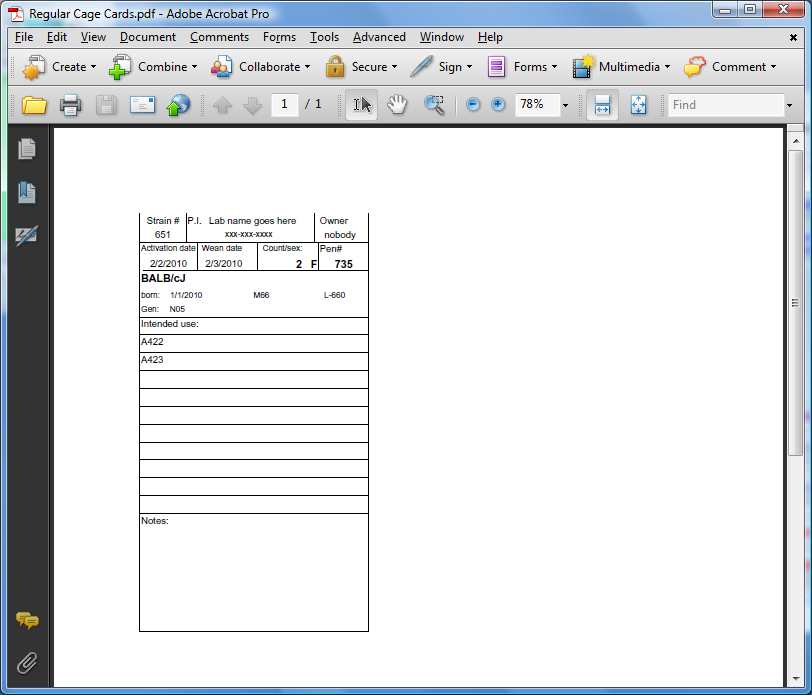 Regular Cage Cards.pdf - Adobe Acrobat Pro
File Edit View Document Comments Forms Tools Advanced Window Help
Create Combine Collaborate Secure Sign Forms Multimedia Comment
1 / 1 78% Find
Strain # P.I. Lab name goes here Owner
651 xxx-xxx-xxxx nobody
Activation date Wean date Count/sex: Pen#
2/2/2010 2/3/2010 2 F 735
BALB/cJ
born: 1/1/2010 M66 L-660
Gen: N05
Intended use:
A422
A423
Notes: